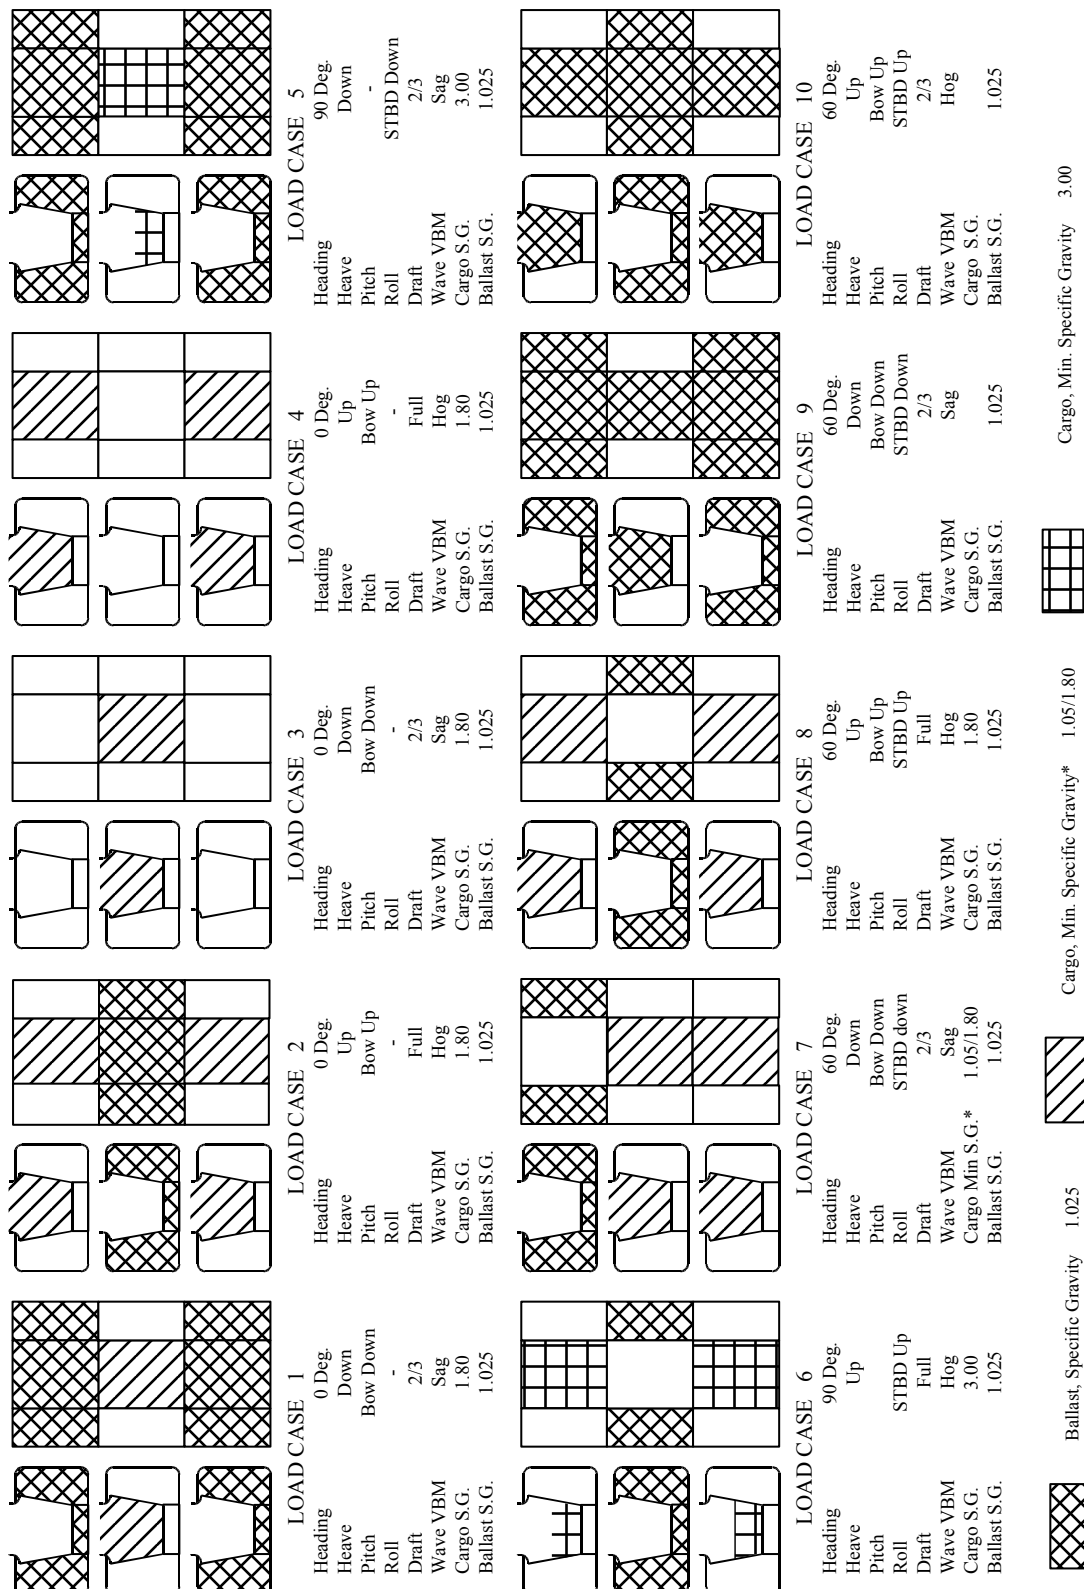 LOAD CASE 1
Heading 0 Deg.
Heave Down
Pitch Bow Down
Roll -
Draft 2/3
Wave VBM Sag
Cargo S.G. 1.80
Ballast S.G. 1.025
LOAD CASE 2
Heading 0 Deg.
Heave Up
Pitch Bow Up
Roll -
Draft Full
Wave VBM Hog
Cargo S.G. 1.80
Ballast S.G. 1.025
LOAD CASE 3
Heading 0 Deg.
Heave Down
Pitch Bow Down
Roll -
Draft 2/3
Wave VBM Sag
Cargo S.G. 1.80
Ballast S.G. 1.025
LOAD CASE 4
Heading 0 Deg.
Heave Up
Pitch Bow Up
Roll -
Draft Full
Wave VBM Hog
Cargo S.G. 1.80
Ballast S.G. 1.025
LOAD CASE 5
Heading 90 Deg.
Heave Down
Pitch -
Roll STBD Down
Draft 2/3
Wave VBM Sag
Cargo S.G. 3.00
Ballast S.G. 1.025
LOAD CASE 6
Heading 90 Deg.
Heave Up
Pitch
Roll STBD Up
Draft Full
Wave VBM Hog
Cargo S.G. 3.00
Ballast S.G. 1.025
LOAD CASE 7
Heading 60 Deg.
Heave Down
Pitch Bow Down
Roll STBD down
Draft 2/3
Wave VBM Sag
Cargo Min S.G.* 1.05/1.80
Ballast S.G. 1.025
LOAD CASE 8
Heading 60 Deg.
Heave Up
Pitch Bow Up
Roll STBD Up
Draft Full
Wave VBM Hog
Cargo S.G. 1.80
Ballast S.G. 1.025
LOAD CASE 9
Heading 60 Deg.
Heave Down
Pitch Bow Down
Roll STBD Down
Draft 2/3
Wave VBM Sag
Cargo S.G.
Ballast S.G. 1.025
LOAD CASE 10
Heading 60 Deg.
Heave Up
Pitch Bow Up
Roll STBD Up
Draft 2/3
Wave VBM Hog
Cargo S.G.
Ballast S.G. 1.025
Ballast, Specific Gravity 1.025
Cargo, Min. Specific Gravity* 1.05/1.80
Cargo, Min. Specific Gravity 3.00